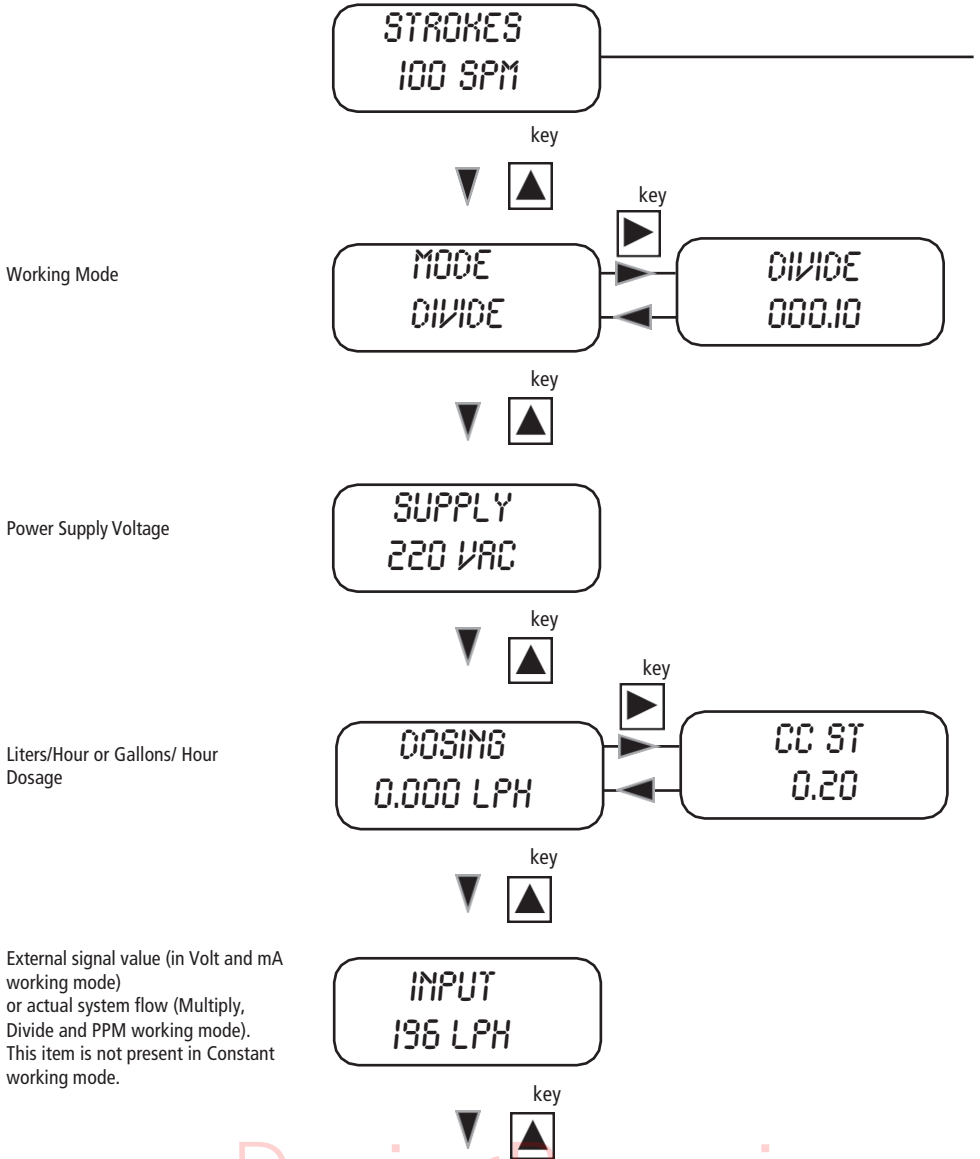 STROKES
100 SPM
key
key
Working Mode
MODE
DIVIDE
DIVIDE
000.10
key
Power Supply Voltage
SUPPLY
220 VAC
key
key
Liters/Hour or Gallons/ Hour
Dosage
DOSING
0.000 LPH
CC ST
0.20
key
External signal value (in Volt and mA
working mode)
or actual system flow (Multiply,
Divide and PPM working mode).
This item is not present in Constant
working mode.
INPUT
196 LPH
key